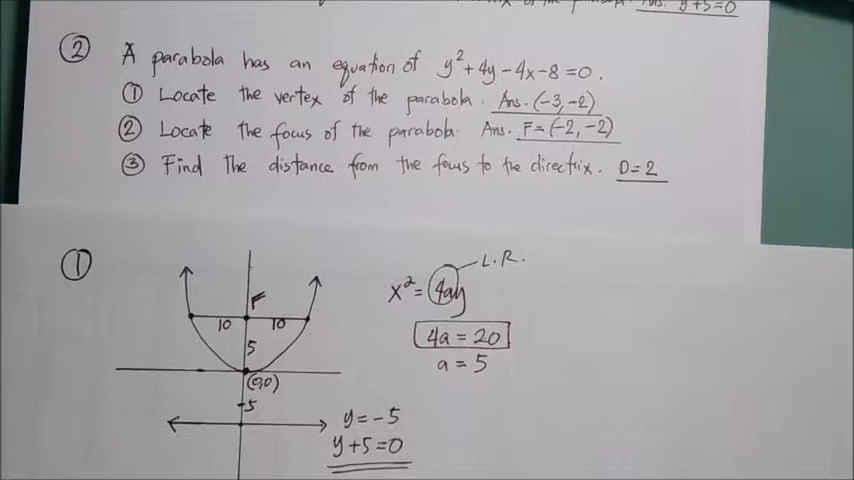 Ans. y+5=0
② A parabola has an equation of y²+4y-4x-8=0.
① Locate the vertex of the parabola. Ans. (-3,-2)
② Locate the focus of the parabola. Ans. F=(-2,-2)
③ Find the distance from the focus to the directrix. D=2
①
L.R.
x²=4ay
F
10 10
4a=20
5
a=5
(0,0)
5
y=-5
y+5=0